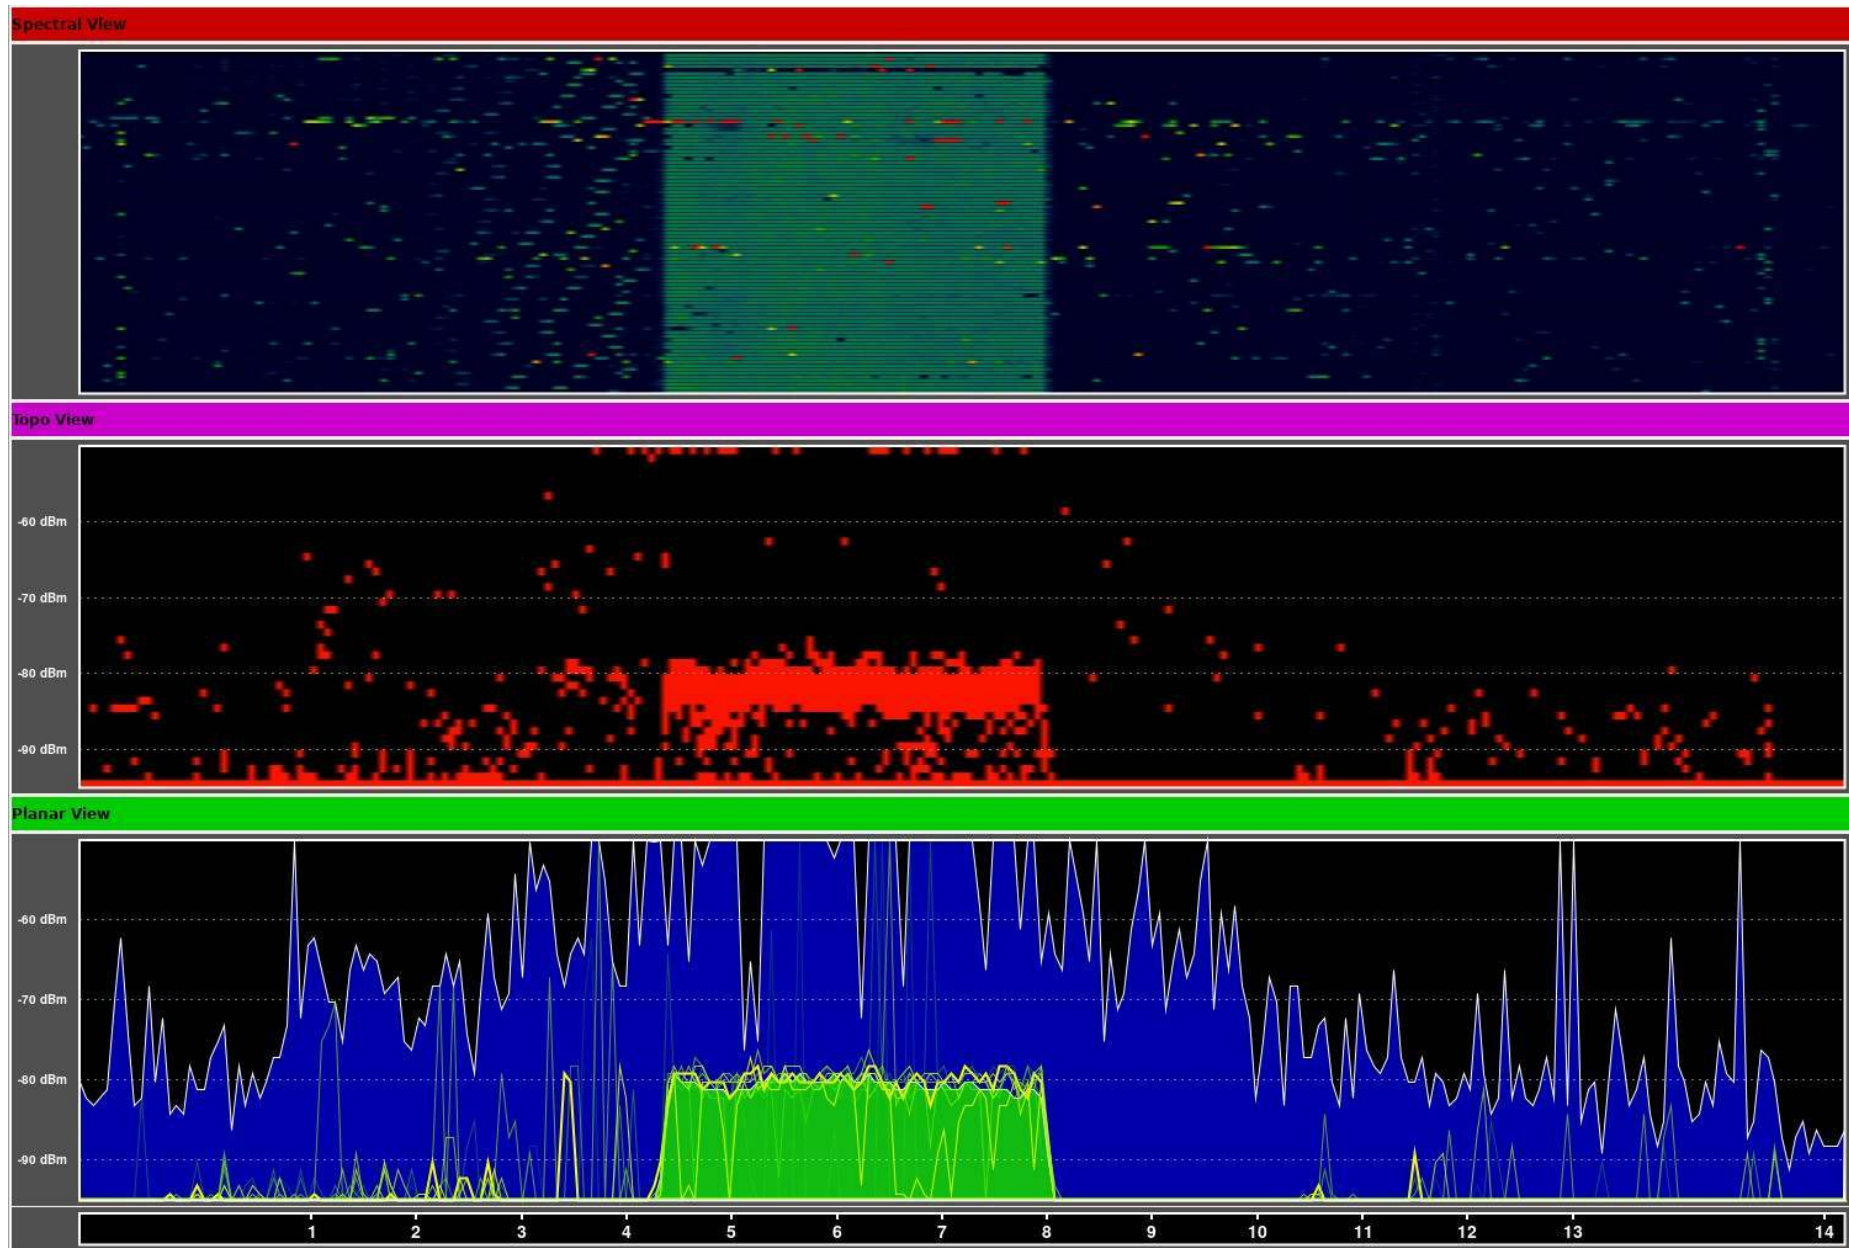 Spectral View
Topo View
-60 dBm
-70 dBm
-80 dBm
-90 dBm
Planar View
-60 dBm
-70 dBm
-80 dBm
-90 dBm
1 2 3 4 5 6 7 8 9 10 11 12 13 14